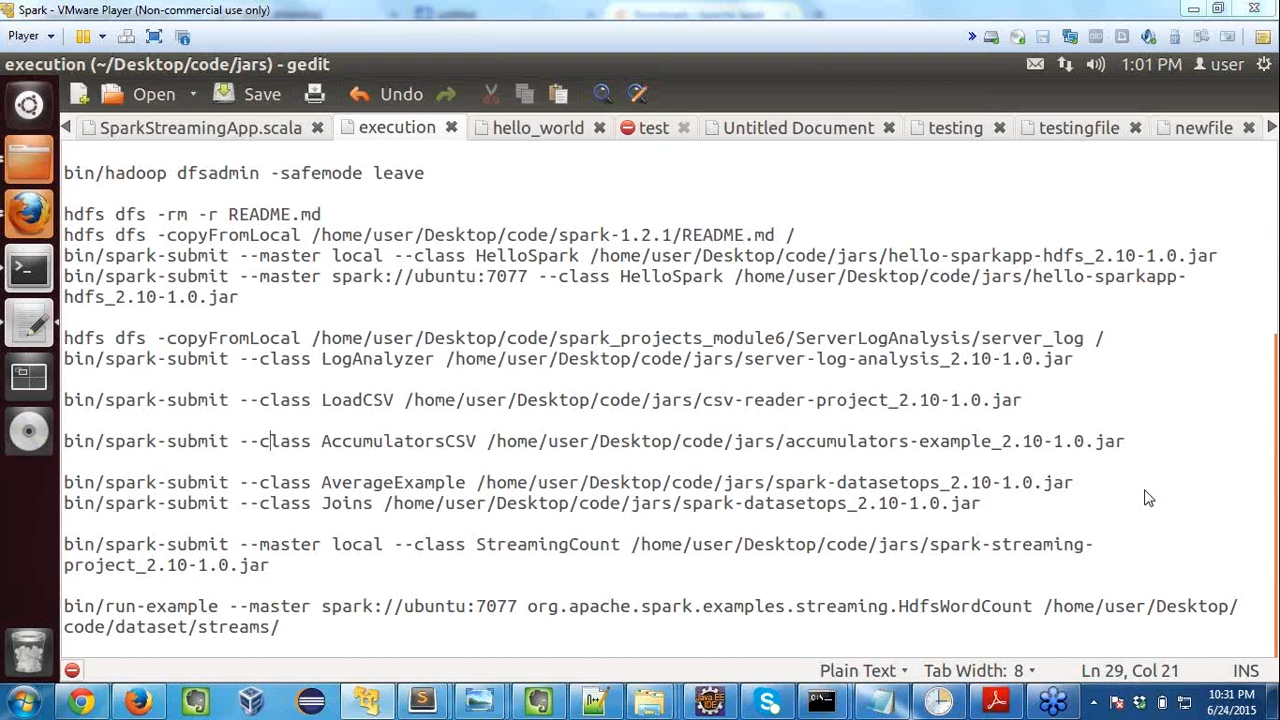 Spark - VMware Player (Non-commercial use only)
Player
execution (~/Desktop/code/jars) - gedit
1:01 PM
user
Open
Save
Undo
SparkStreamingApp.scala
execution
hello_world
test
Untitled Document
testing
testingfile
newfile
bin/hadoop dfsadmin -safemode leave
hdfs dfs -rm -r README.md
hdfs dfs -copyFromLocal /home/user/Desktop/code/spark-1.2.1/README.md /
bin/spark-submit --master local --class HelloSpark /home/user/Desktop/code/jars/hello-sparkapp-hdfs_2.10-1.0.jar
bin/spark-submit --master spark://ubuntu:7077 --class HelloSpark /home/user/Desktop/code/jars/hello-sparkapp-
hdfs_2.10-1.0.jar
hdfs dfs -copyFromLocal /home/user/Desktop/code/spark_projects_module6/ServerLogAnalysis/server_log /
bin/spark-submit --class LogAnalyzer /home/user/Desktop/code/jars/server-log-analysis_2.10-1.0.jar
bin/spark-submit --class LoadCSV /home/user/Desktop/code/jars/csv-reader-project_2.10-1.0.jar
bin/spark-submit --class AccumulatorsCSV /home/user/Desktop/code/jars/accumulators-example_2.10-1.0.jar
bin/spark-submit --class AverageExample /home/user/Desktop/code/jars/spark-datasetops_2.10-1.0.jar
bin/spark-submit --class Joins /home/user/Desktop/code/jars/spark-datasetops_2.10-1.0.jar
bin/spark-submit --master local --class StreamingCount /home/user/Desktop/code/jars/spark-streaming-
project_2.10-1.0.jar
bin/run-example --master spark://ubuntu:7077 org.apache.spark.examples.streaming.HdfsWordCount /home/user/Desktop/
code/dataset/streams/
Plain Text
Tab Width: 8
Ln 29, Col 21
INS
10:31 PM
6/24/2015